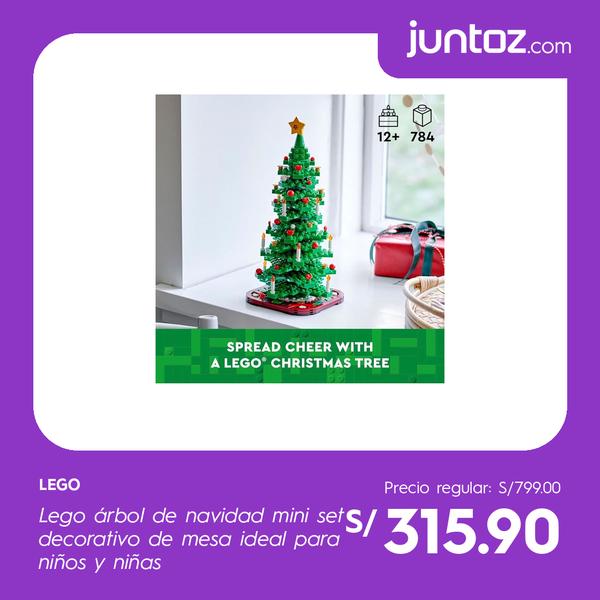 juntoz.com
12+ 784
SPREAD CHEER WITH
A LEGO® CHRISTMAS TREE
LEGO
Precio regular: S/799.00
Lego árbol de navidad mini set
decorativo de mesa ideal para
niños y niñas
S/ 315.90